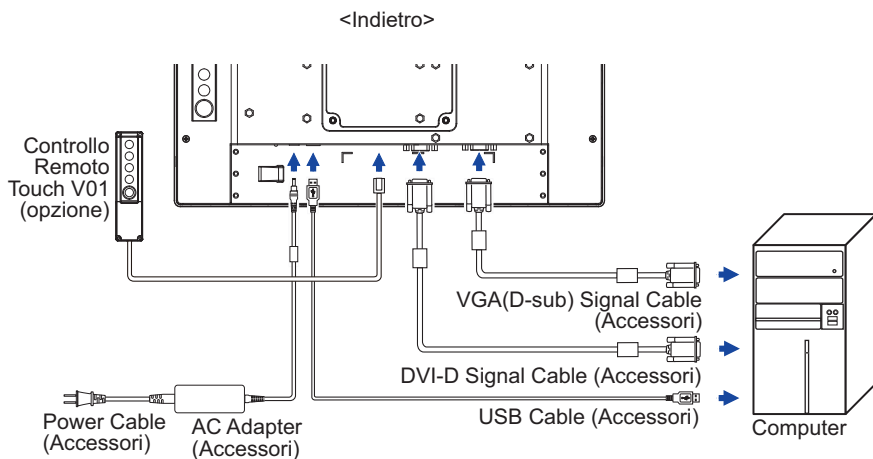 <Indietro>
Controllo
Remoto
Touch V01
(opzione)
VGA(D-sub) Signal Cable
(Accessori)
DVI-D Signal Cable (Accessori)
USB Cable (Accessori)
Power Cable
(Accessori)
AC Adapter
(Accessori)
Computer